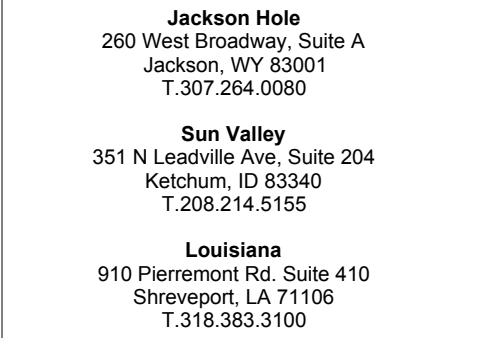 Jackson Hole
260 West Broadway, Suite A
Jackson, WY 83001
T.307.264.0080
Sun Valley
351 N Leadville Ave, Suite 204
Ketchum, ID 83340
T.208.214.5155
Louisiana
910 Pierremont Rd. Suite 410
Shreveport, LA 71106
T.318.383.3100